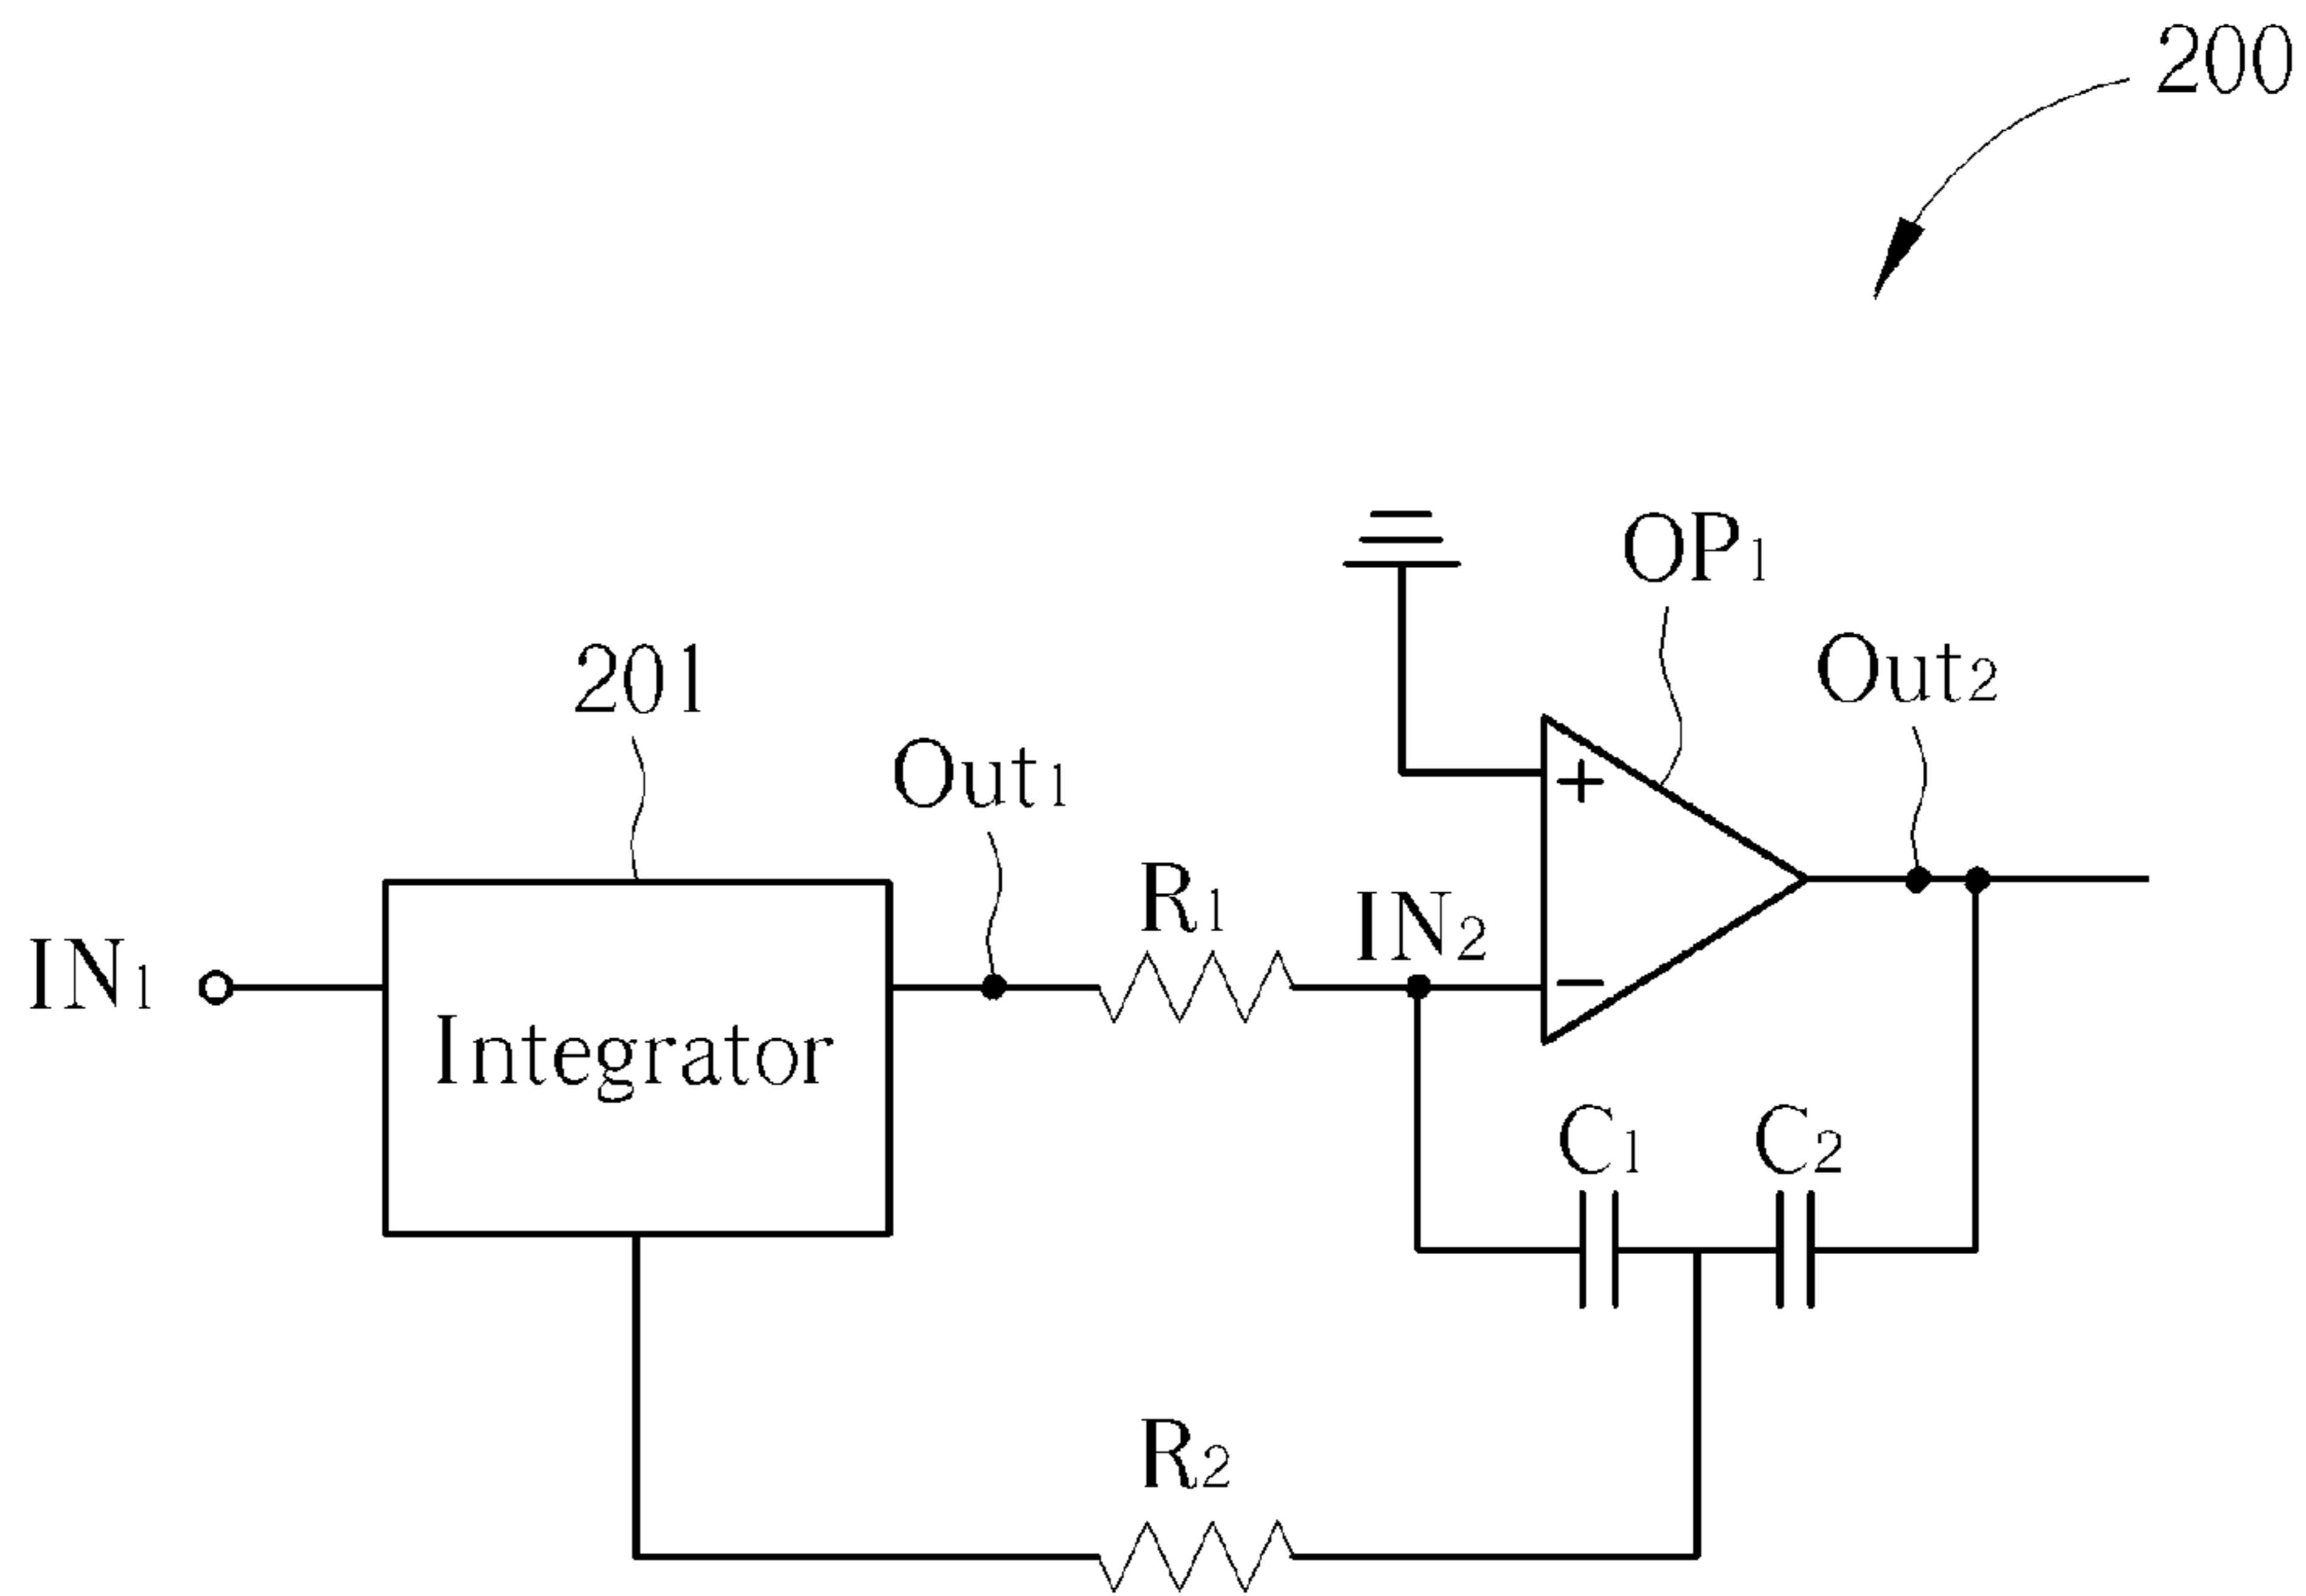 200
OP1
201
Out2
Out1
R1
IN2
IN1
+
−
Integrator
C1
C2
R2